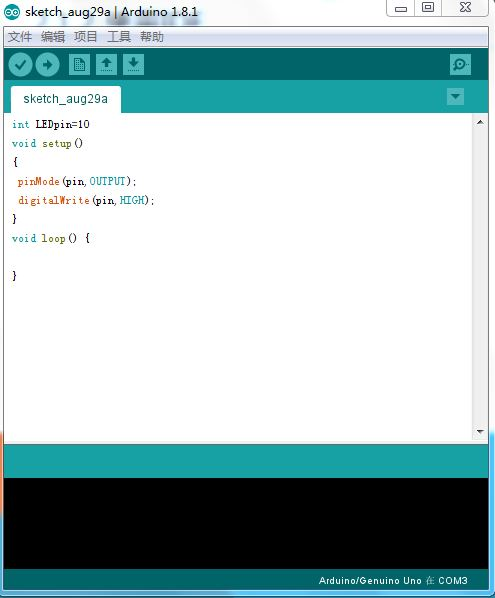 sketch_aug29a | Arduino 1.8.1
文件 编辑 项目 工具 帮助
sketch_aug29a
int LEDpin=10
void setup()
{
pinMode(pin,OUTPUT);
digitalWrite(pin,HIGH);
}
void loop() {
}
Arduino/Genuino Uno 在 COM3